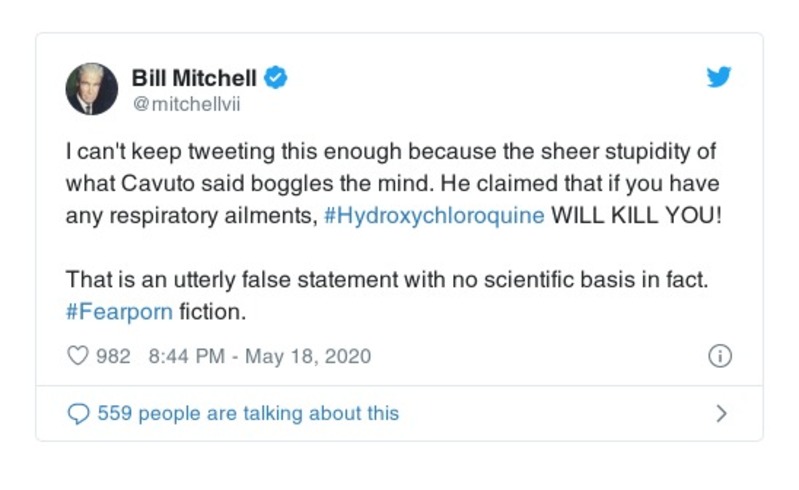 Bill Mitchell
@mitchellvii
I can't keep tweeting this enough because the sheer stupidity of
what Cavuto said boggles the mind. He claimed that if you have
any respiratory ailments, #Hydroxychloroquine WILL KILL YOU!
That is an utterly false statement with no scientific basis in fact.
#Fearporn fiction.
982 8:44 PM - May 18, 2020
559 people are talking about this